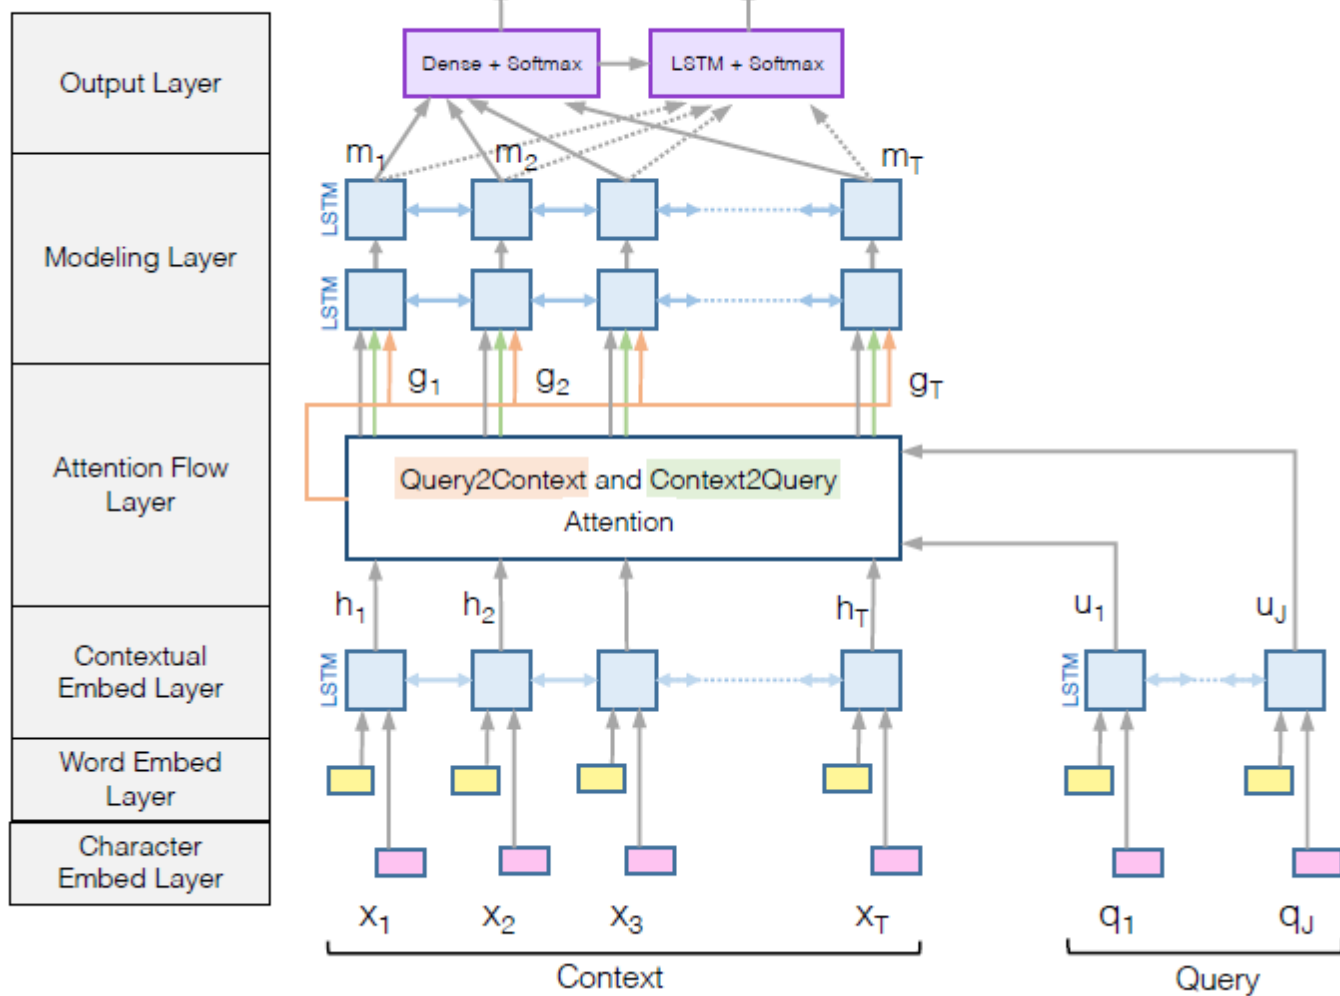 Output Layer
Dense + Softmax
LSTM + Softmax
Modeling Layer
m1
m2
mT
LSTM
LSTM
Attention Flow
Layer
g1
g2
gT
Query2Context and Context2Query
Attention
h1
h2
hT
u1
uJ
Contextual
Embed Layer
LSTM
LSTM
Word Embed
Layer
Character
Embed Layer
x1
x2
x3
xT
q1
qJ
Context
Query